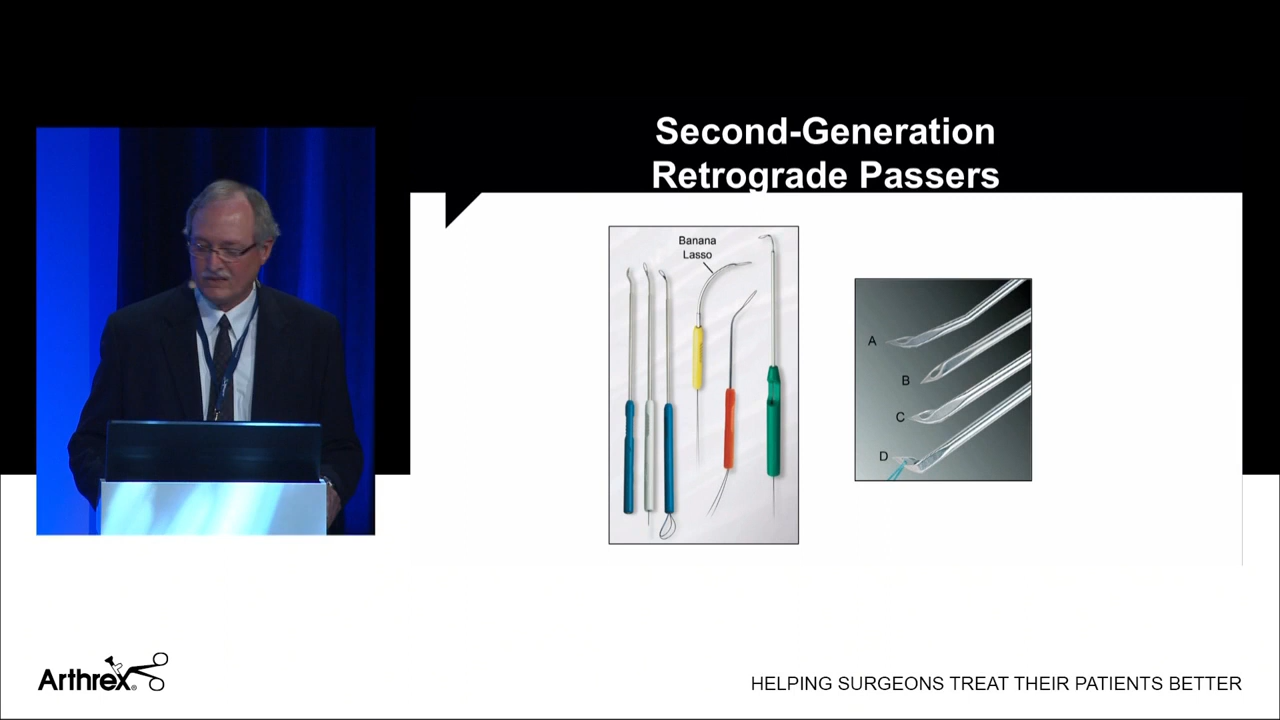 Second-Generation
Retrograde Passers
Banana
Lasso
A
B
C
D
Arthrex®
HELPING SURGEONS TREAT THEIR PATIENTS BETTER